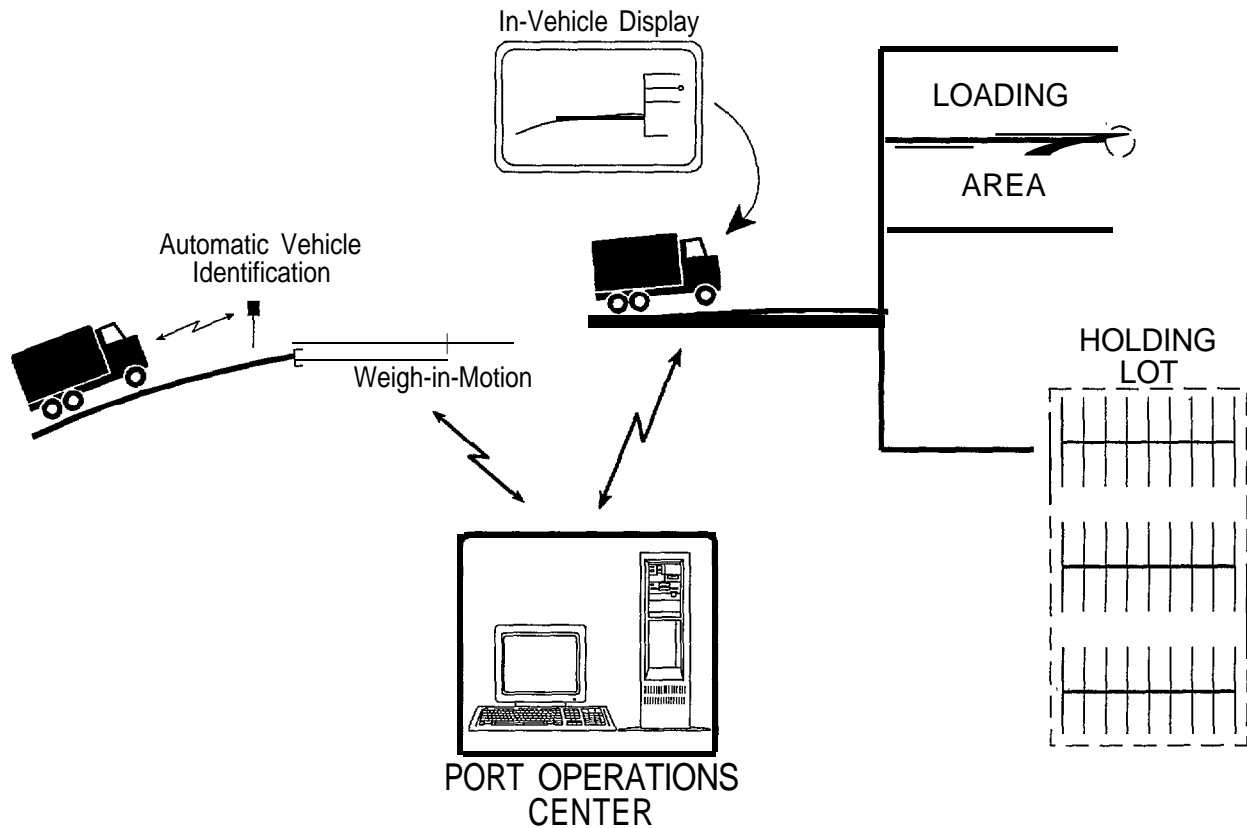 In-Vehicle Display
LOADING
AREA
Automatic Vehicle
Identification
Weigh-in-Motion
HOLDING
LOT
PORT OPERATIONS
CENTER